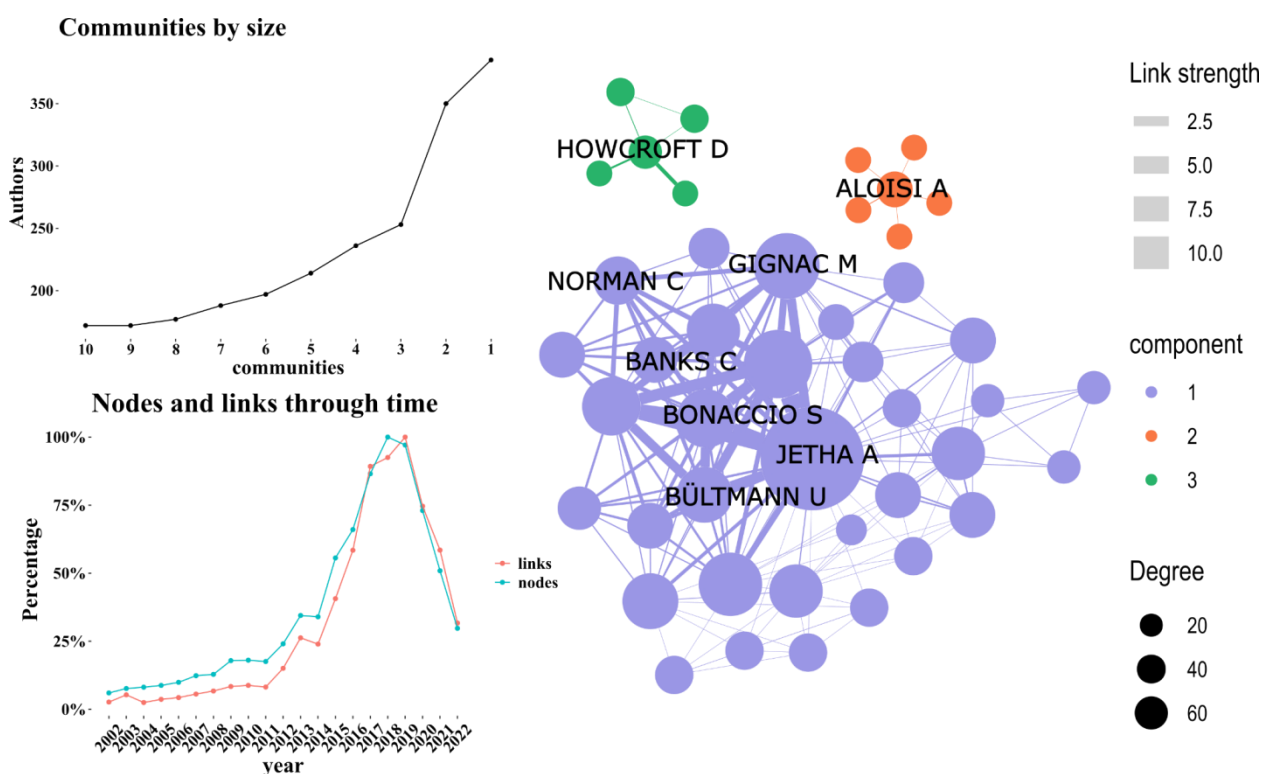 Communities by size
Authors
350
300
250
200
10 9 8 7 6 5 4 3 2 1
communities
Nodes and links through time
Percentage
100%
75%
50%
25%
0%
2002 2003 2004 2005 2006 2007 2008 2009 2010 2011 2012 2013 2014 2015 2016 2017 2018 2019 2020 2021 2022
year
links
nodes
HOWCROFT D
ALOISI A
GIGNAC M
NORMAN C
BANKS C
BONACCIO S
JETHA A
BÜLTMANN U
Link strength
2.5
5.0
7.5
10.0
component
1
2
3
Degree
20
40
60